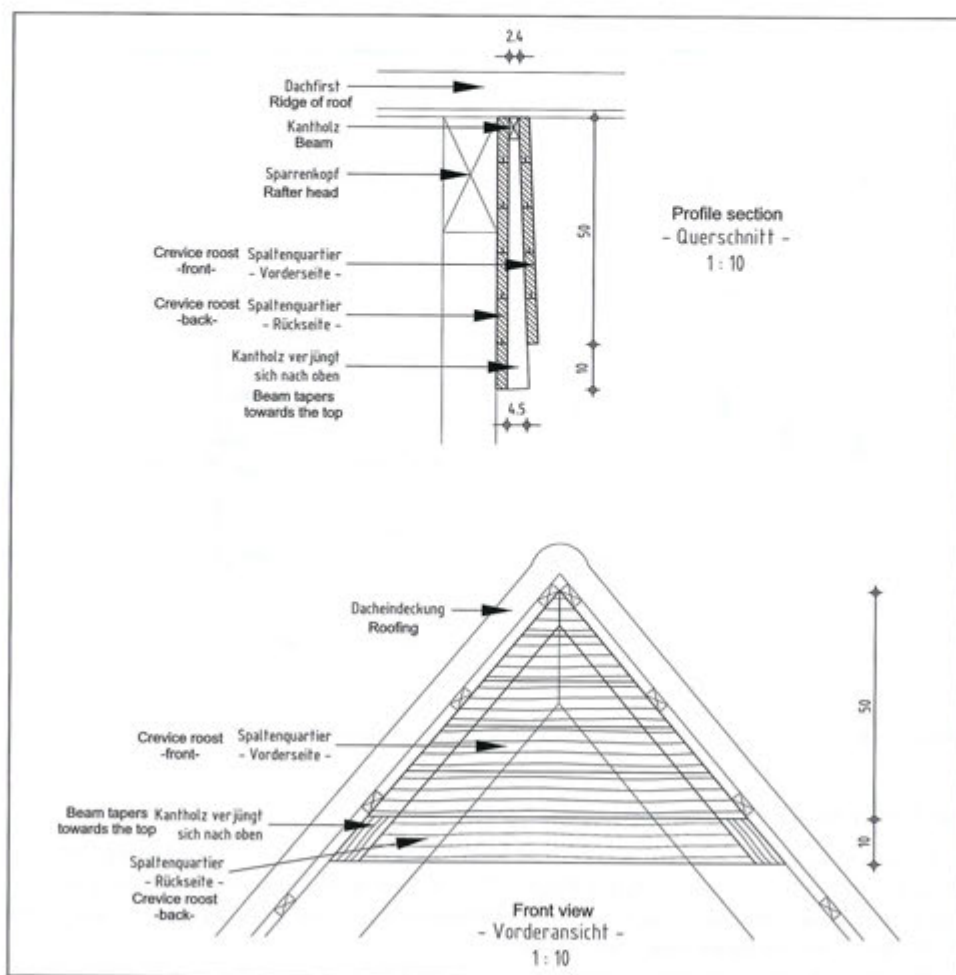 2.4
Dachfirst
Ridge of roof
Kantholz
Beam
Sparrenkopf
Rafter head
Crevice roost Spaltenquartier
-front- - Vorderseite -
Crevice roost Spaltenquartier
-back- - Rückseite -
Kantholz verjüngt
sich nach oben
Beam tapers
towards the top
50
10
4.5
Profile section
- Querschnitt -
1 : 10
Dacheindeckung
Roofing
Crevice roost Spaltenquartier
-front- - Vorderseite -
Beam tapers Kantholz verjüngt
towards the top sich nach oben
Spaltenquartier
- Rückseite -
Crevice roost
-back-
50
10
Front view
- Vorderansicht -
1 : 10